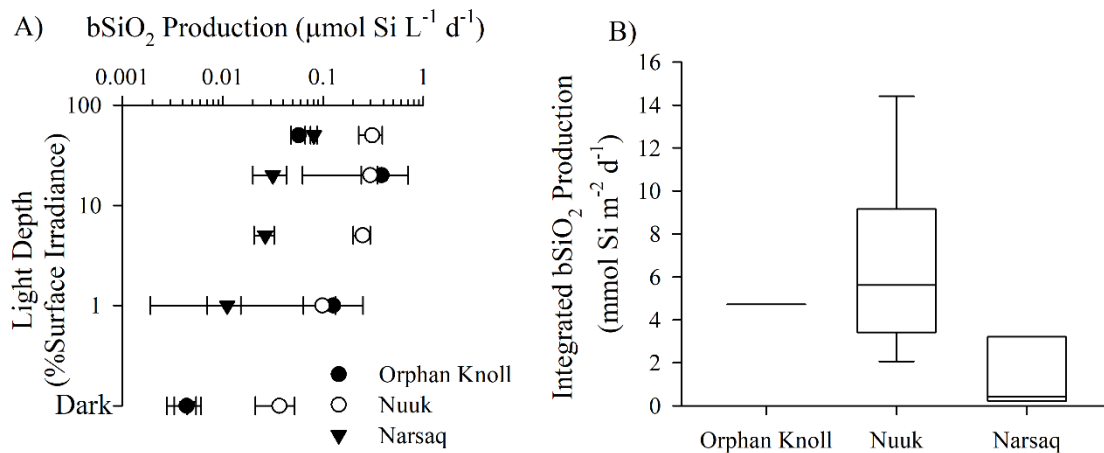 A)
bSiO₂ Production (µmol Si L⁻¹ d⁻¹)
0.001 0.01 0.1 1
100
10
1
Dark
Light Depth
(%Surface Irradiance)
Orphan Knoll
Nuuk
Narsaq
B)
Integrated bSiO₂ Production
(mmol Si m⁻² d⁻¹)
16
14
12
10
8
6
4
2
0
Orphan Knoll Nuuk Narsaq